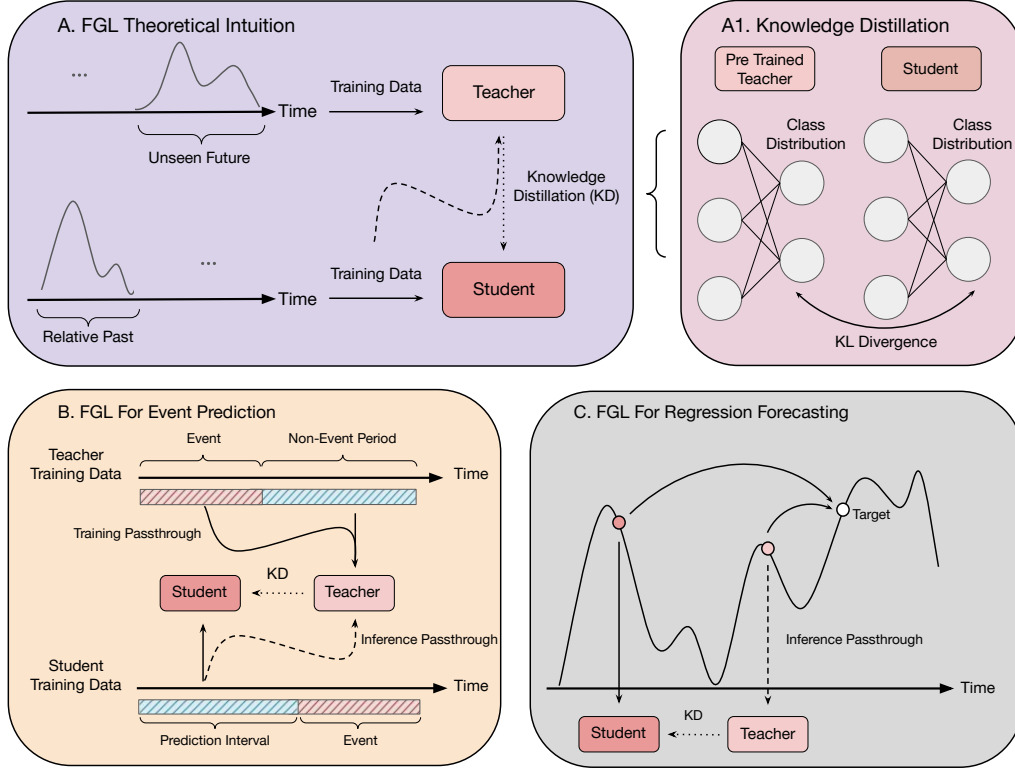 A. FGL Theoretical Intuition
...
Time
Unseen Future
Training Data
Teacher
Knowledge
Distillation (KD)
...
Time
Relative Past
Training Data
Student
A1. Knowledge Distillation
Pre Trained
Teacher
Student
Class
Distribution
Class
Distribution
KL Divergence
B. FGL For Event Prediction
Event
Non-Event Period
Teacher
Training Data
Time
Training Passthrough
Student
KD
Teacher
Inference Passthrough
Student
Training Data
Time
Prediction Interval
Event
C. FGL For Regression Forecasting
Target
Inference Passthrough
Time
Student
KD
Teacher